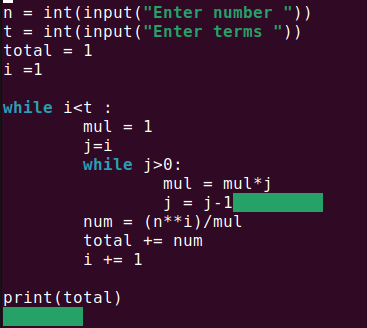 n = int(input("Enter number "))
t = int(input("Enter terms "))
total = 1
i =1

while i<t :
        mul = 1
        j=i
        while j>0:
                mul = mul*j
                j = j-1
        num = (n**i)/mul
        total += num
        i += 1

print(total)